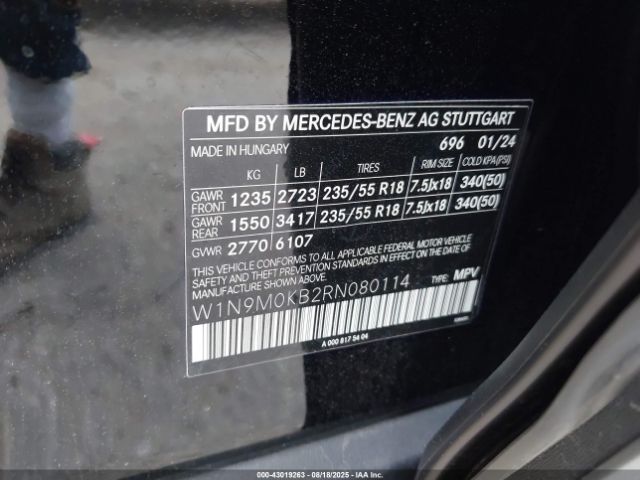 MFD BY MERCEDES-BENZ AG STUTTGART
MADE IN HUNGARY 696 01/24
KG LB TIRES RIM SIZE COLD KPA(PSI)
GAWR FRONT 1235 2723 235/55 R18 7.5Jx18 340(50)
GAWR REAR 1550 3417 235/55 R18 7.5Jx18 340(50)
GVWR 2770 6107
THIS VEHICLE CONFORMS TO ALL APPLICABLE FEDERAL MOTOR VEHICLE
SAFETY AND THEFT PREVENTION STANDARDS IN EFFECT
ON THE DATE OF MANUFACTURE SHOWN ABOVE.
W1N9M0KB2RN080114 TYPE: MPV
A 000 817 54 04
00-43019263 | 08/18/2025 | Copart